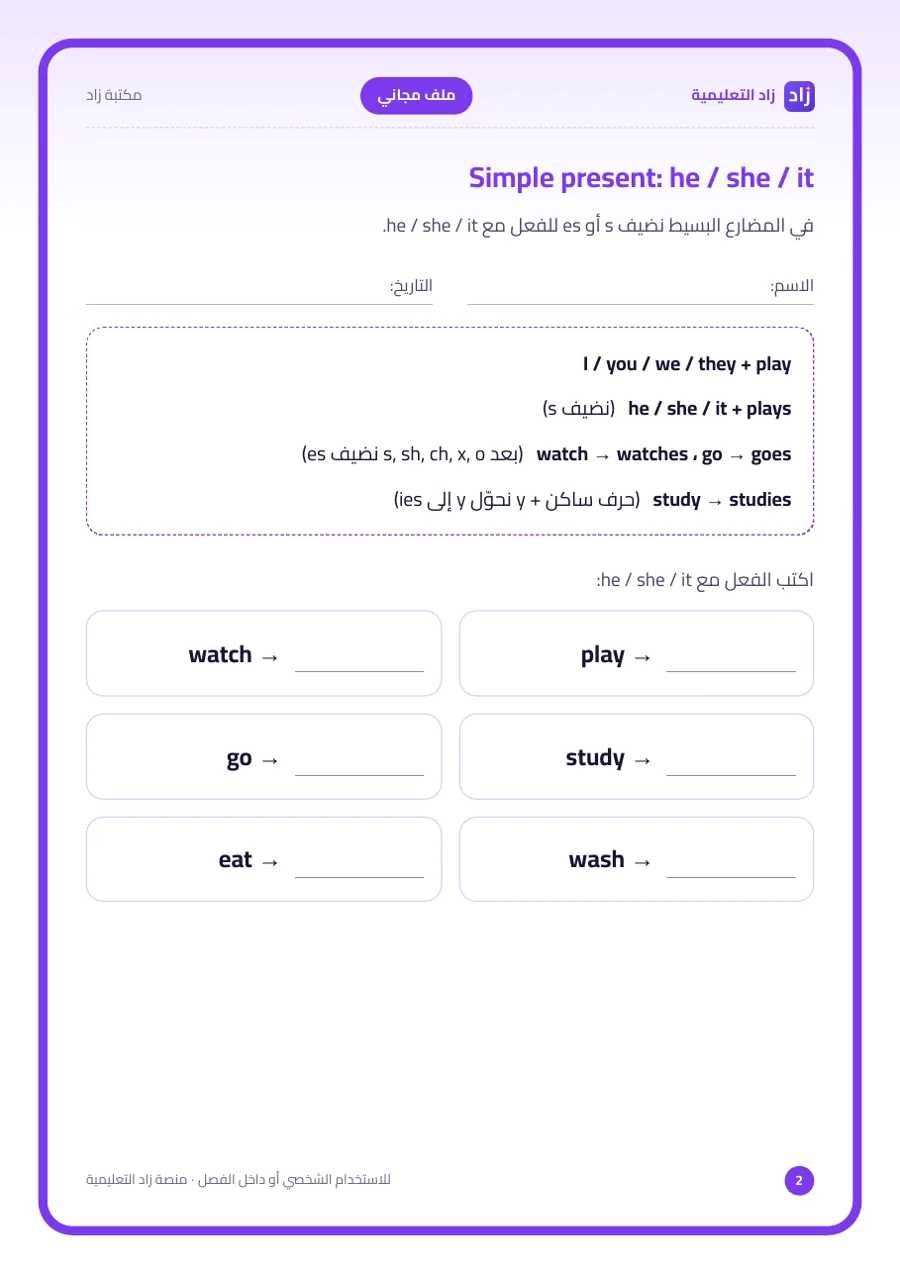 زاد زاد التعليمية
ملف مجاني
مكتبة زاد
Simple present: he / she / it
في المضارع البسيط نضيف s أو es للفعل مع he / she / it.
الاسم:
التاريخ:
I / you / we / they + play
he / she / it + plays (نضيف s)
watch → watches ، go → goes (بعد s, sh, ch, x, o نضيف es)
study → studies (حرف ساكن + y نحوّل y إلى ies)
اكتب الفعل مع he / she / it:
play →
watch →
study →
go →
wash →
eat →
2
للاستخدام الشخصي أو داخل الفصل · منصة زاد التعليمية